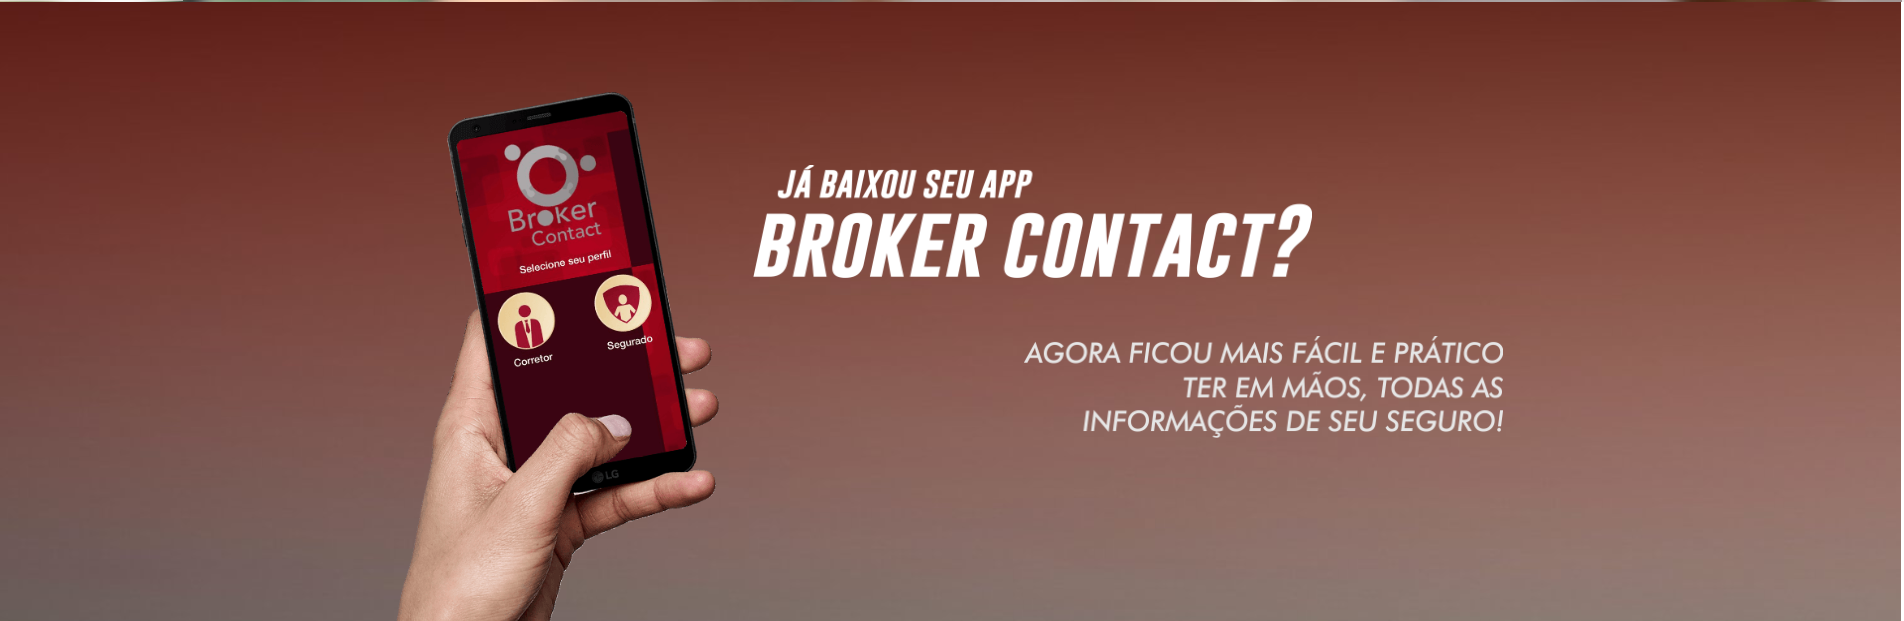 Broker
Contact
Selecione seu perfil
Corretor
Segurado
LG
JÁ BAIXOU SEU APP
BROKER CONTACT?
AGORA FICOU MAIS FÁCIL E PRÁTICO
TER EM MÃOS, TODAS AS
INFORMAÇÕES DE SEU SEGURO!